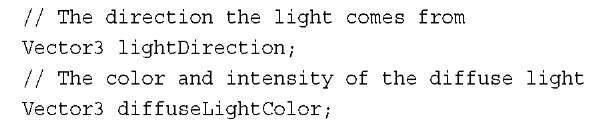 // The direction the light comes from
Vector3 lightDirection;
// The color and intensity of the diffuse light
Vector3 diffuseLightColor;